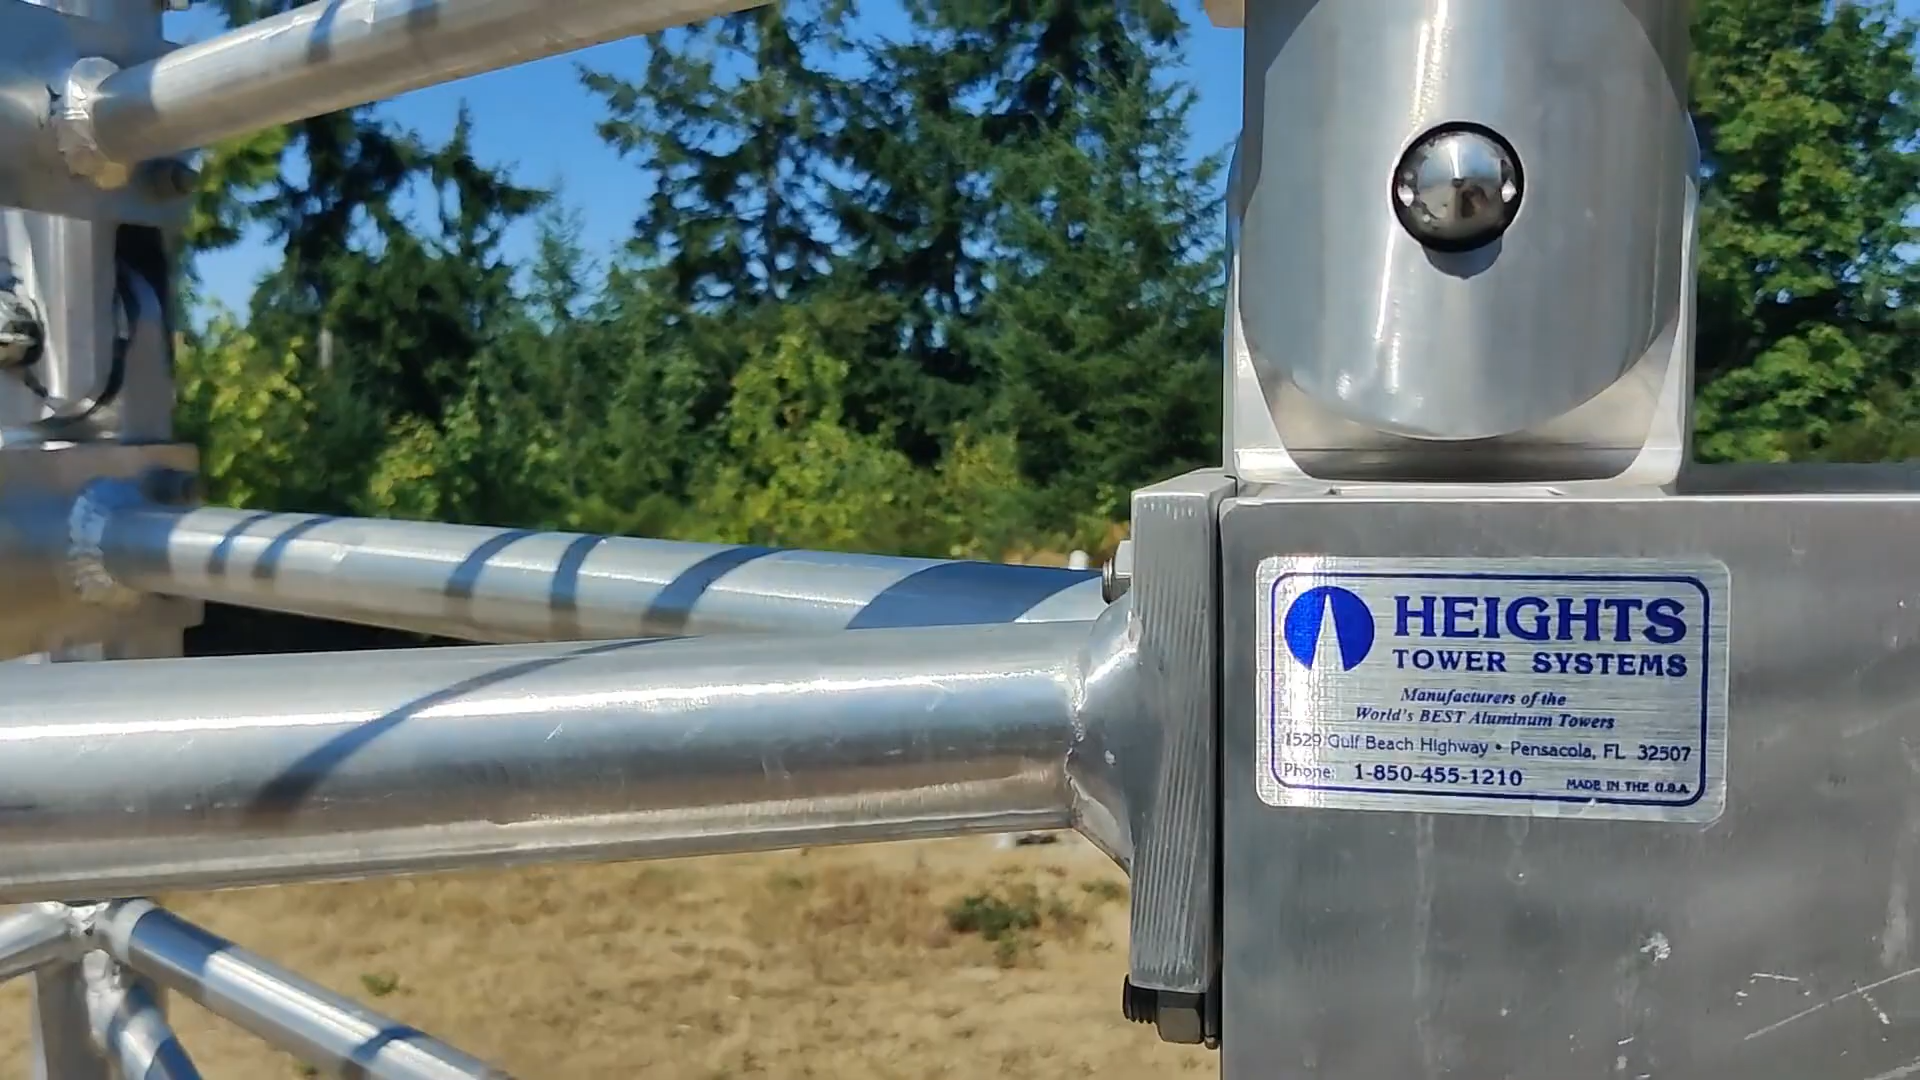 HEIGHTS
TOWER SYSTEMS
Manufacturers of the
World's BEST Aluminum Towers
1529 Gulf Beach Highway • Pensacola, FL 32507
Phone: 1-850-455-1210
MADE IN THE U.S.A.